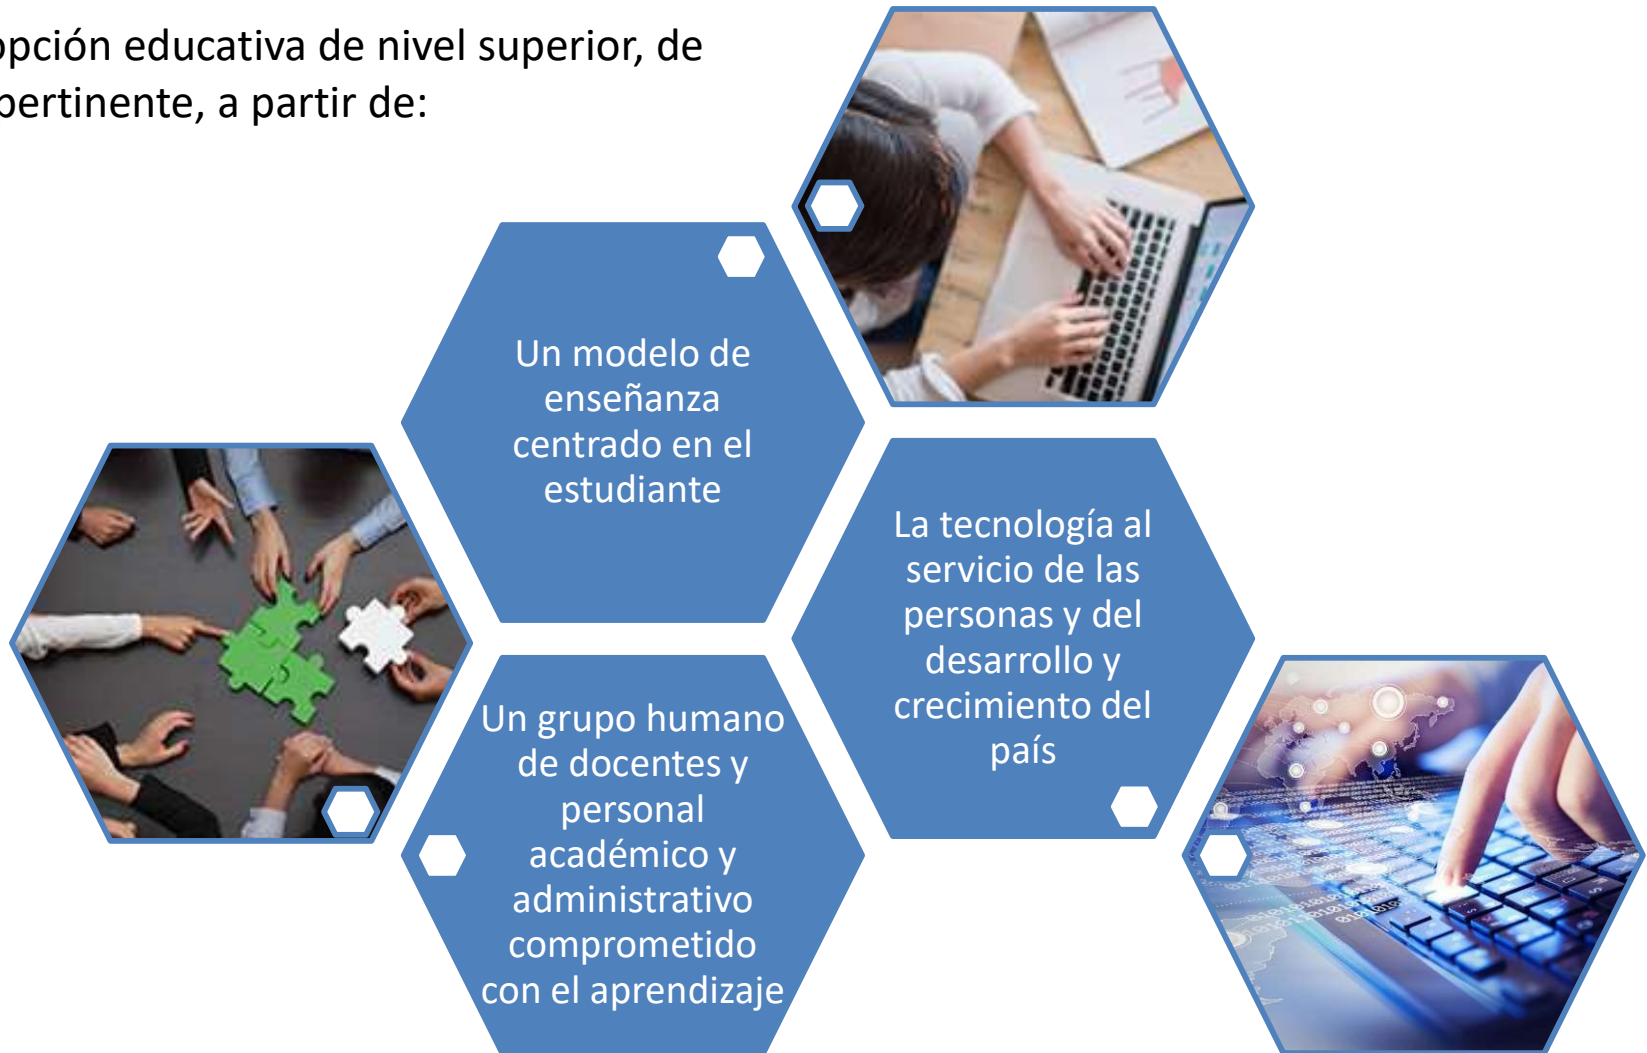 opción educativa de nivel superior, de
pertinente, a partir de:
Un modelo de
enseñanza
centrado en el
estudiante
La tecnología al
servicio de las
personas y del
desarrollo y
crecimiento del
país
Un grupo humano
de docentes y
personal
académico y
administrativo
comprometido
con el aprendizaje